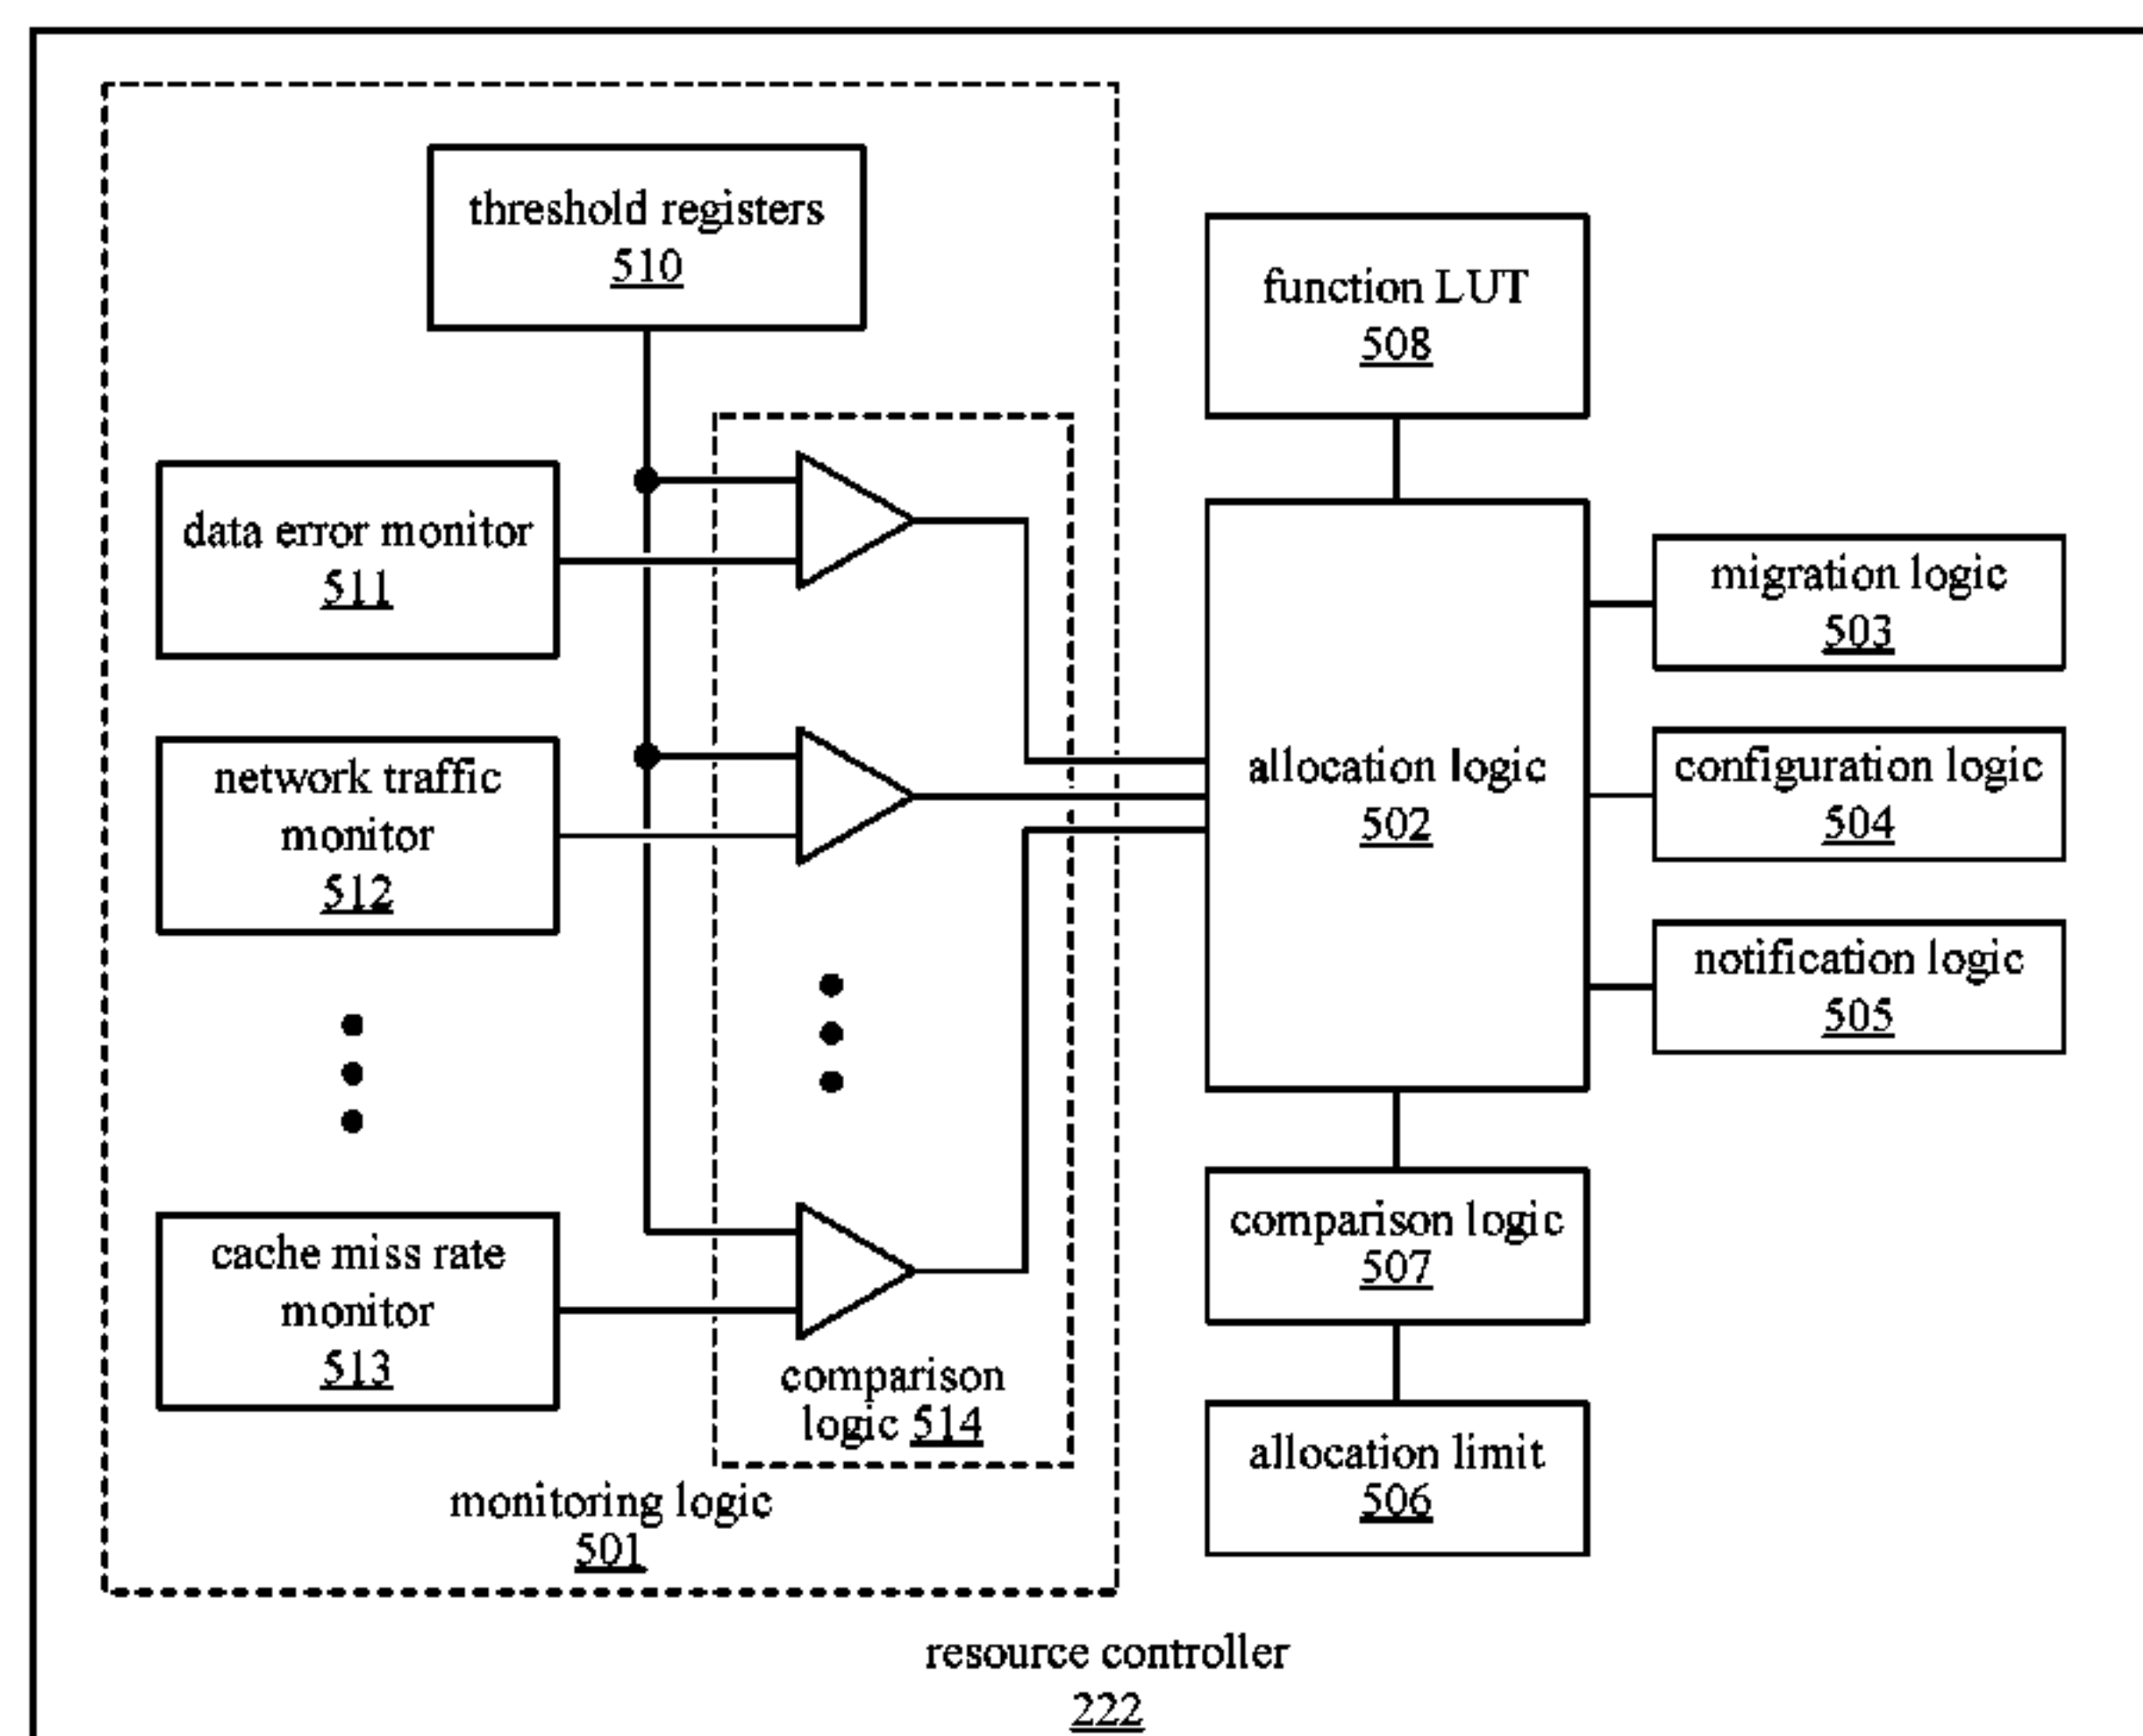 threshold registers
510
function LUT
508
data error monitor
511
network traffic
monitor
512
allocation logic
502
migration logic
503
configuration logic
504
notification logic
505
cache miss rate
monitor
513
comparison
logic 514
comparison logic
507
allocation limit
506
monitoring logic
501
resource controller
222